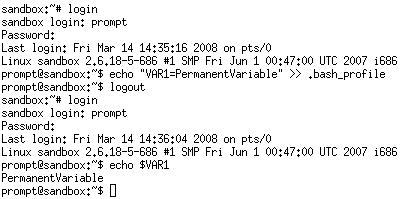 sandbox:~# login
sandbox login: prompt
Password:
Last login: Fri Mar 14 14:35:16 2008 on pts/0
Linux sandbox 2.6.18-5-686 #1 SMP Fri Jun 1 00:47:00 UTC 2007 i686
prompt@sandbox:~$ echo "VAR1=PermanentVariable" >> .bash_profile
prompt@sandbox:~$ logout
sandbox:~# login
sandbox login: prompt
Password:
Last login: Fri Mar 14 14:36:04 2008 on pts/0
Linux sandbox 2.6.18-5-686 #1 SMP Fri Jun 1 00:47:00 UTC 2007 i686
prompt@sandbox:~$ echo $VAR1
PermanentVariable
prompt@sandbox:~$